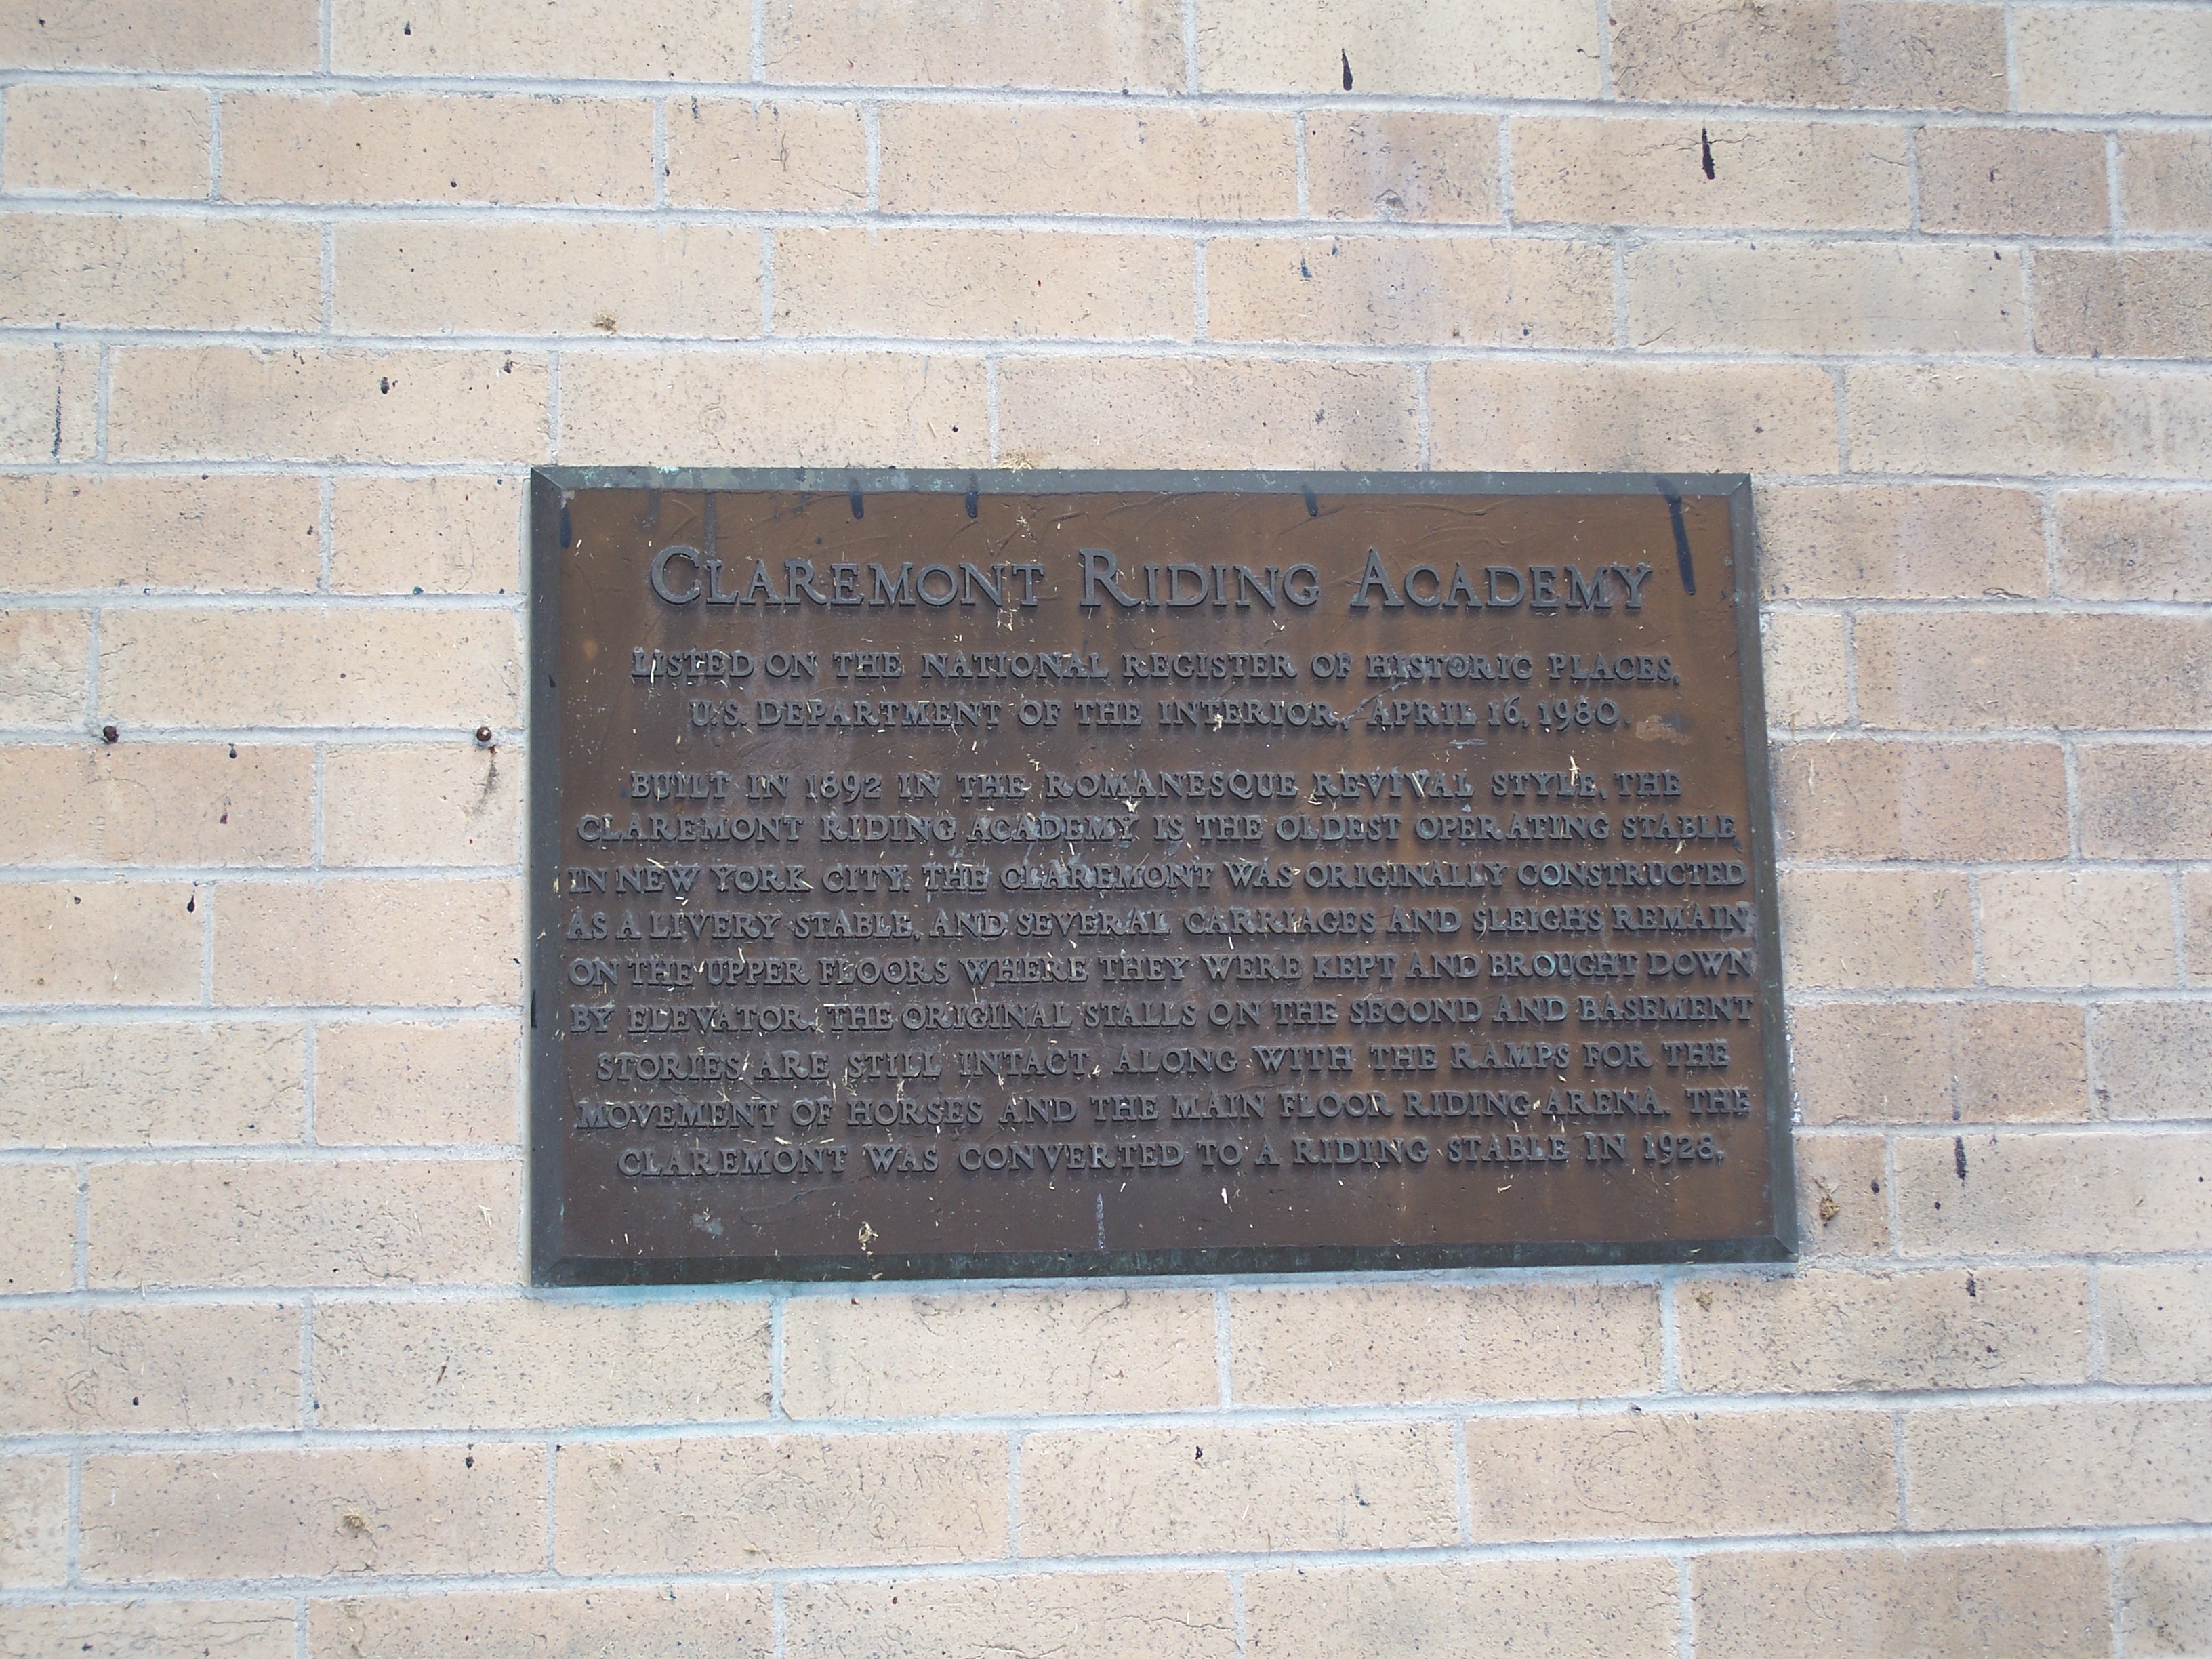 CLAREMONT RIDING ACADEMY
LISTED ON THE NATIONAL REGISTER OF HISTORIC PLACES,
U.S. DEPARTMENT OF THE INTERIOR, APRIL 16, 1980.
BUILT IN 1892 IN THE ROMANESQUE REVIVAL STYLE, THE
CLAREMONT RIDING ACADEMY IS THE OLDEST OPERATING STABLE
IN NEW YORK CITY. THE CLAREMONT WAS ORIGINALLY CONSTRUCTED
AS A LIVERY STABLE, AND SEVERAL CARRIAGES AND SLEIGHS REMAIN
ON THE UPPER FLOORS WHERE THEY WERE KEPT AND BROUGHT DOWN
BY ELEVATOR. THE ORIGINAL STALLS ON THE SECOND AND BASEMENT
STORIES ARE STILL INTACT, ALONG WITH THE RAMPS FOR THE
MOVEMENT OF HORSES AND THE MAIN FLOOR RIDING ARENA. THE
CLAREMONT WAS CONVERTED TO A RIDING STABLE IN 1928.